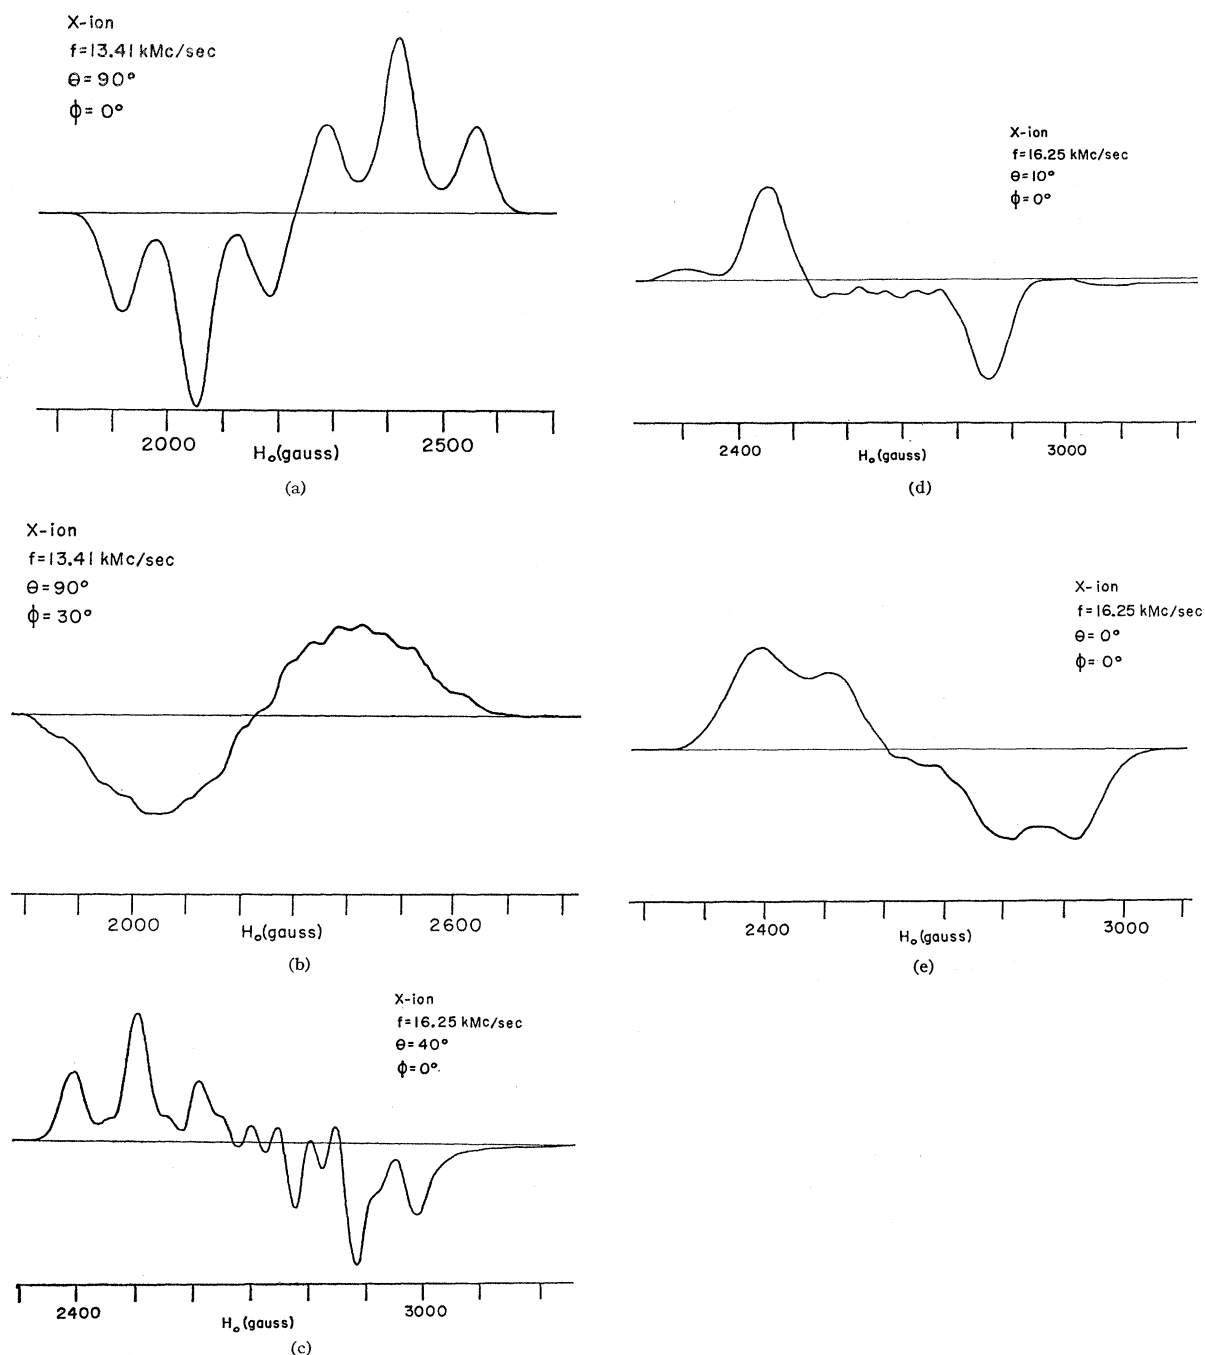 X-ion
f=13.41 kMc/sec
θ=90°
ϕ=0°
2000 2500
H₀(gauss)
(a)
X-ion
f=13.41 kMc/sec
θ=90°
ϕ=30°
2000 2600
H₀(gauss)
(b)
X-ion
f=16.25 kMc/sec
θ=40°
ϕ=0°
2400 3000
H₀(gauss)
(c)
X-ion
f=16.25 kMc/sec
θ=10°
ϕ=0°
2400 3000
H₀(gauss)
(d)
X-ion
f=16.25 kMc/sec
θ=0°
ϕ=0°
2400 3000
H₀(gauss)
(e)